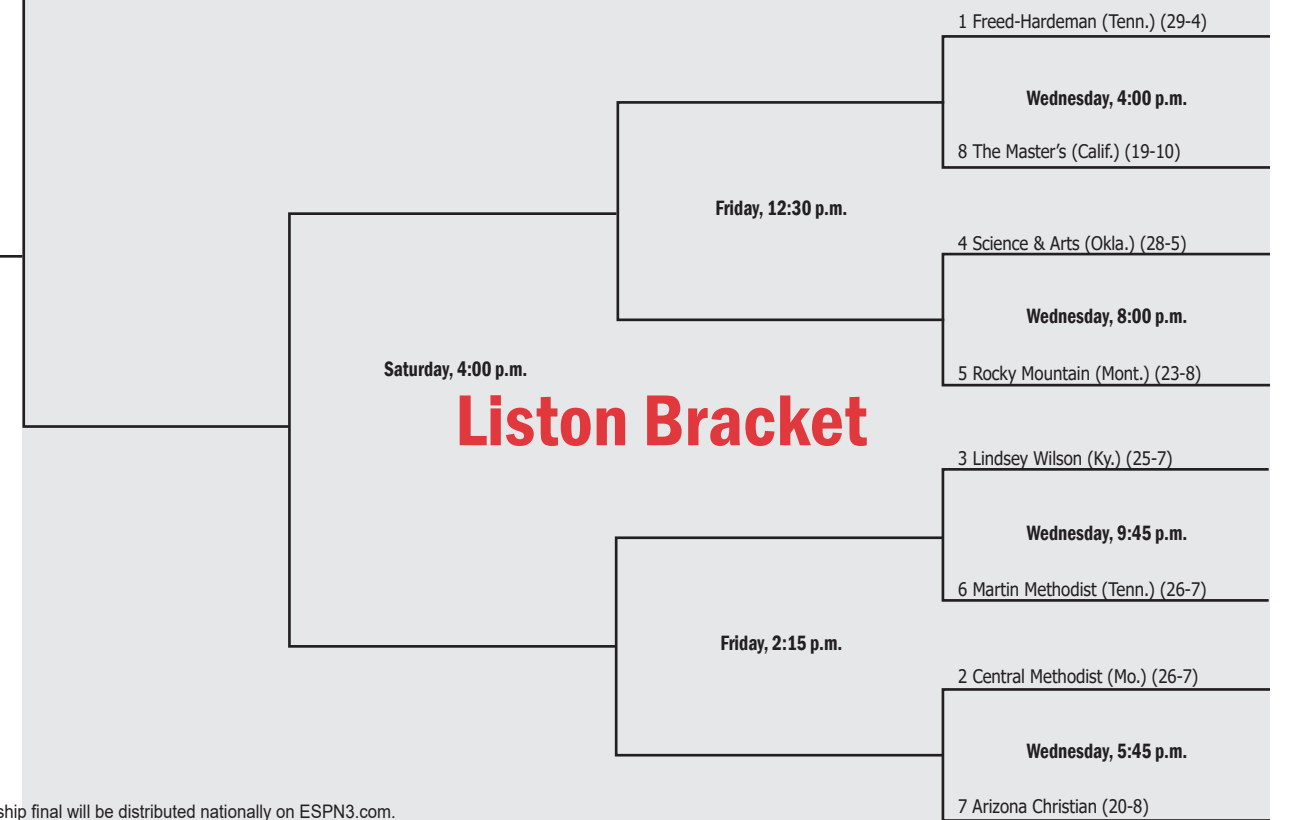 1 Freed-Hardeman (Tenn.) (29-4)
Wednesday, 4:00 p.m.
8 The Master’s (Calif.) (19-10)
Friday, 12:30 p.m.
4 Science & Arts (Okla.) (28-5)
Wednesday, 8:00 p.m.
5 Rocky Mountain (Mont.) (23-8)
Saturday, 4:00 p.m.
Liston Bracket
3 Lindsey Wilson (Ky.) (25-7)
Wednesday, 9:45 p.m.
6 Martin Methodist (Tenn.) (26-7)
Friday, 2:15 p.m.
2 Central Methodist (Mo.) (26-7)
Wednesday, 5:45 p.m.
7 Arizona Christian (20-8)
ship final will be distributed nationally on ESPN3.com.